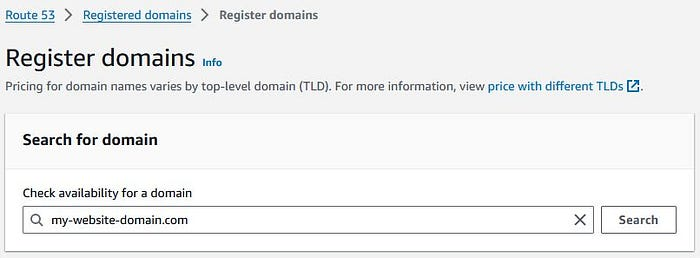 Route 53 > Registered domains > Register domains
Register domains Info
Pricing for domain names varies by top-level domain (TLD). For more information, view price with different TLDs.
Search for domain
Check availability for a domain
my-website-domain.com Search